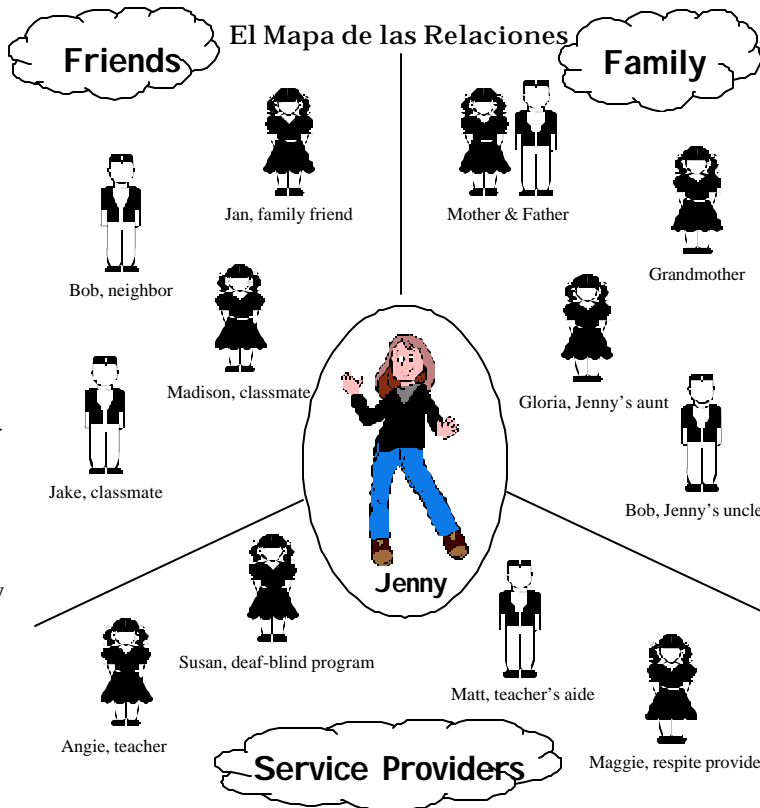 El Mapa de las Relaciones
Friends
Family
Jan, family friend
Mother & Father
Bob, neighbor
Grandmother
Madison, classmate
Gloria, Jenny's aunt
Jake, classmate
Bob, Jenny's uncle
Jenny
Susan, deaf-blind program
Matt, teacher's aide
Angie, teacher
Maggie, respite provide
Service Providers